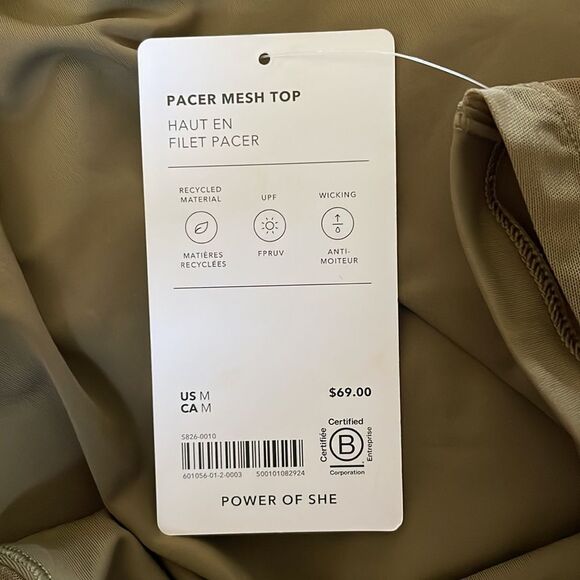 PACER MESH TOP
HAUT EN
FILET PACER
RECYCLED
MATERIAL
UPF
WICKING
MATIÈRES
RECYCLÉES
FPRUV
ANTI-
MOITEUR
US M
CA M
$69.00
5826-0010
601056-01-2-0003 500101082924
Certified
Certifiée
B
Entreprise
Corporation
POWER OF SHE